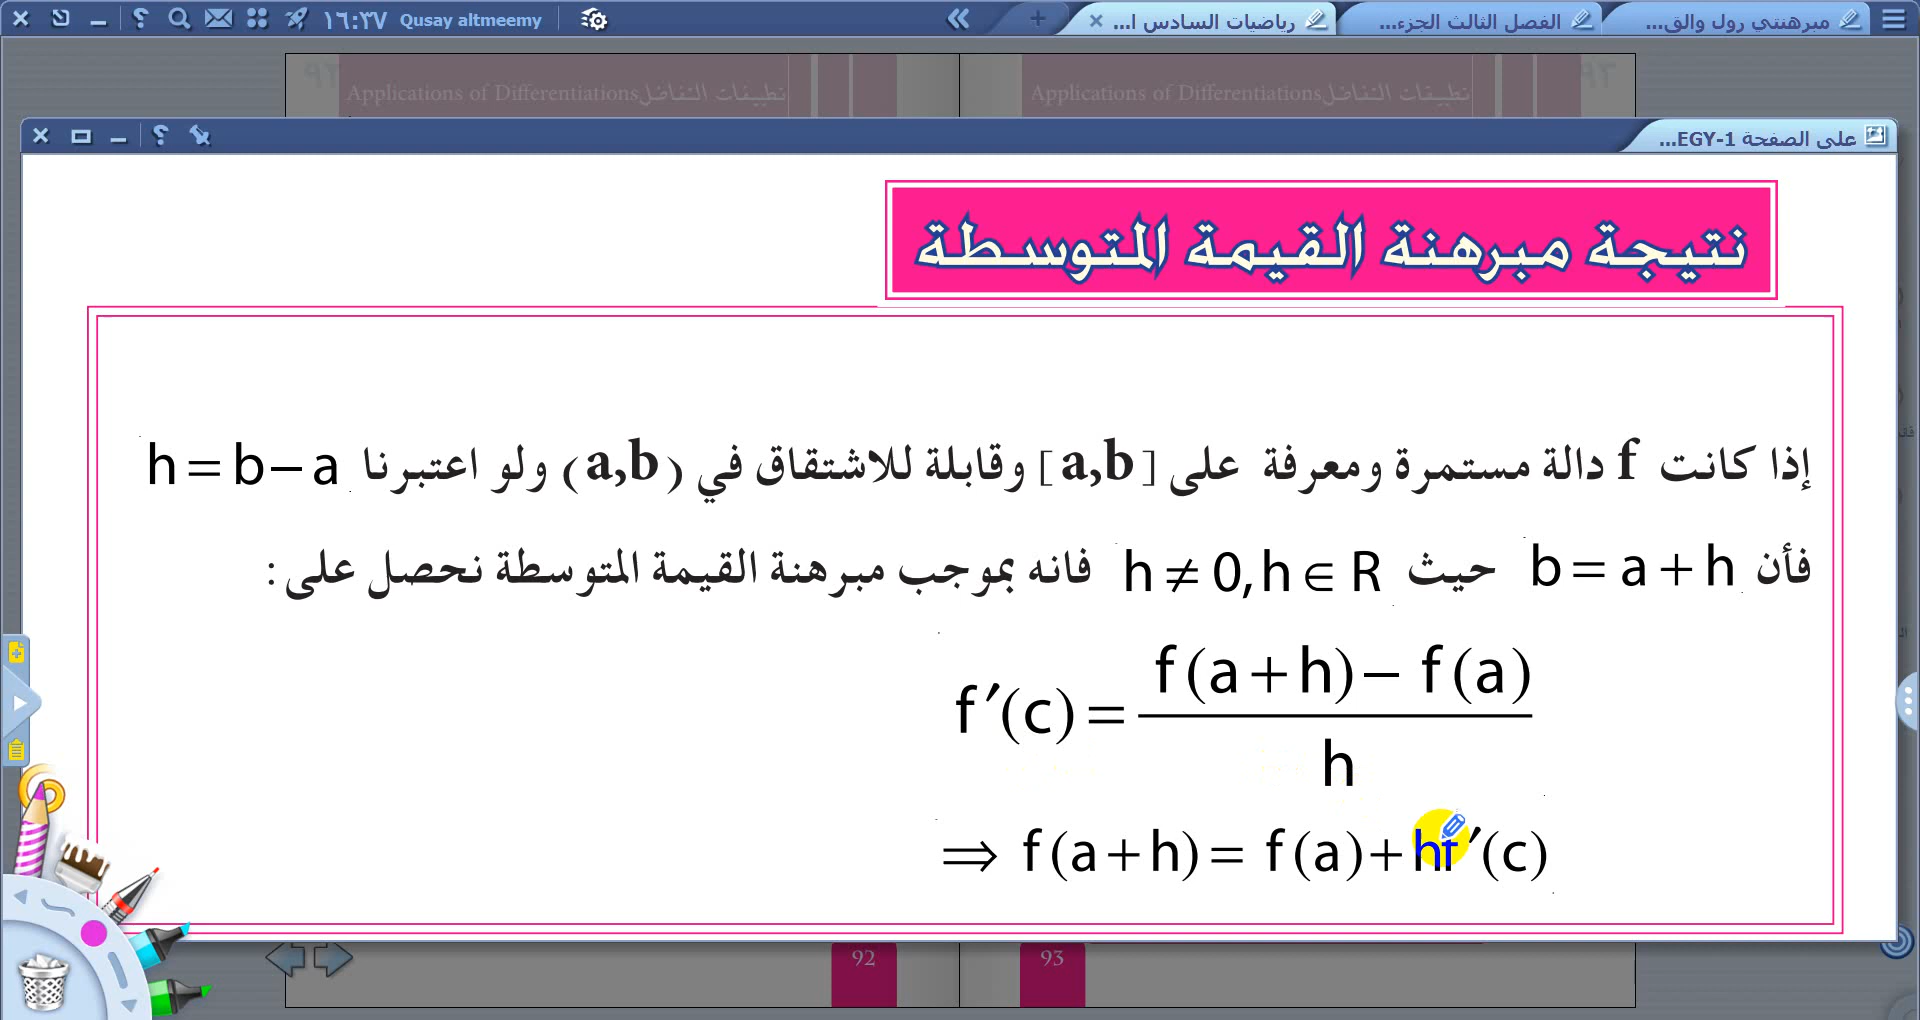 ١٦:٣٧ Qusay altmeemy
رياضيات السادس ا...
الفصل الثالث الجزء...
مبرهنتي رول والق...
٩٢
Applications of Differentiations تطبيقات التفاضل
Applications of Differentiations تطبيقات التفاضل
٩٣
على الصفحة EGY-1...
نتيجة مبرهنة القيمة المتوسطة
إذا كانت f دالة مستمرة ومعرفة على [a,b] وقابلة للاشتقاق في (a,b) ولو اعتبرنا h = b − a
فأن b = a + h حيث h ≠ 0, h ∈ R فانه بموجب مبرهنة القيمة المتوسطة نحصل على :
f ′(c) = f (a + h) − f (a)
h
⇒ f (a + h) = f (a) + hf ′(c)
92
93